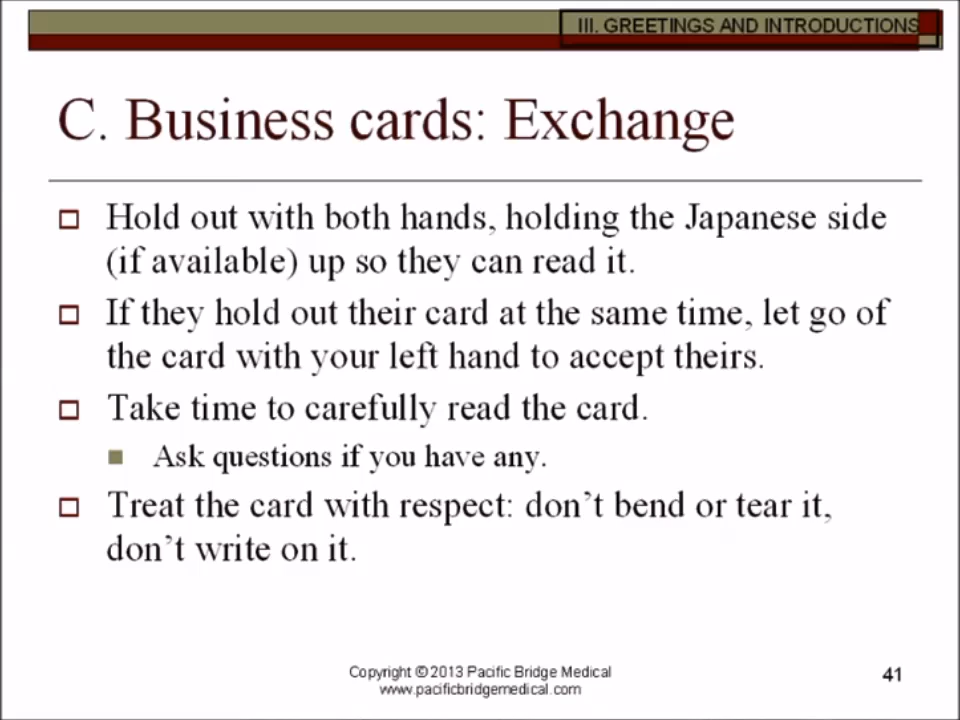 III. GREETINGS AND INTRODUCTIONS
C. Business cards: Exchange
Hold out with both hands, holding the Japanese side
(if available) up so they can read it.
If they hold out their card at the same time, let go of
the card with your left hand to accept theirs.
Take time to carefully read the card.
Ask questions if you have any.
Treat the card with respect: don't bend or tear it,
don't write on it.
Copyright © 2013 Pacific Bridge Medical
www.pacificbridgemedical.com
41